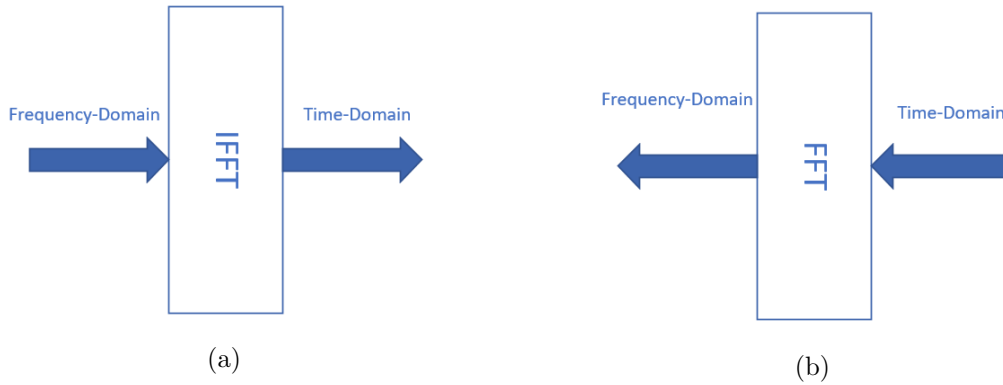 Frequency-Domain
IFFT
Time-Domain
(a)
Frequency-Domain
FFT
Time-Domain
(b)